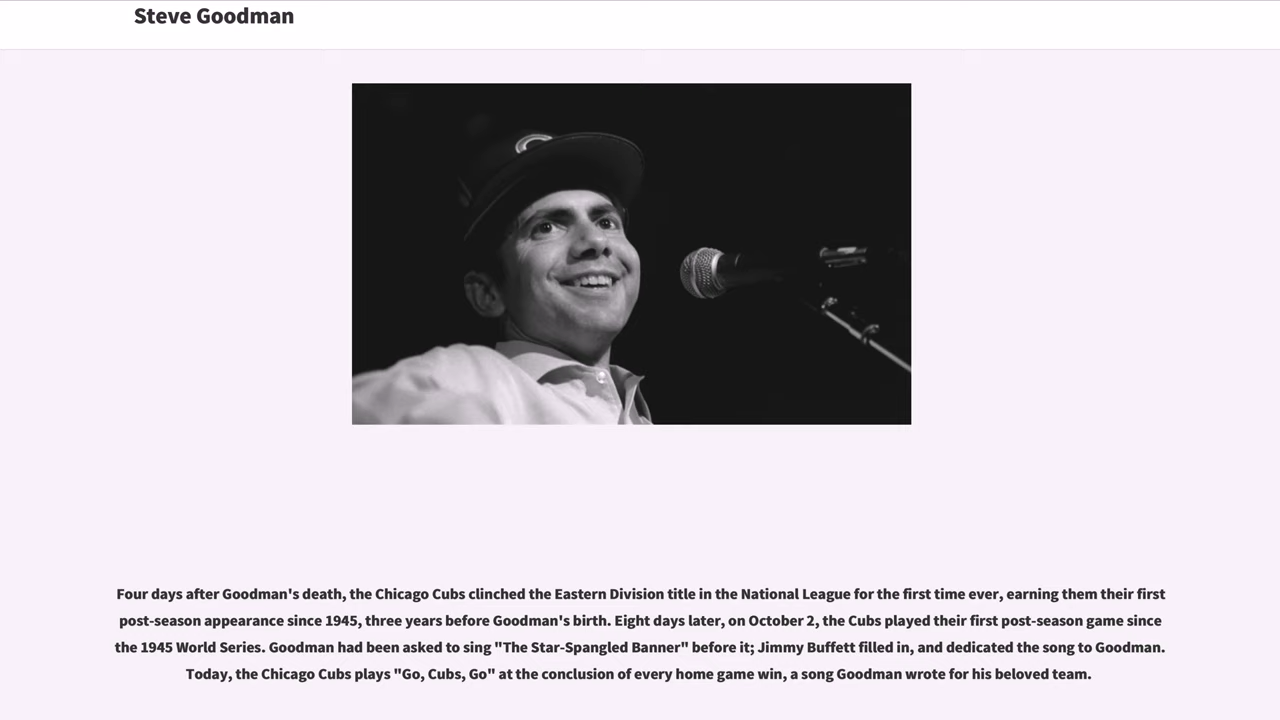 Steve Goodman
Four days after Goodman's death, the Chicago Cubs clinched the Eastern Division title in the National League for the first time ever, earning them their first
post-season appearance since 1945, three years before Goodman's birth. Eight days later, on October 2, the Cubs played their first post-season game since
the 1945 World Series. Goodman had been asked to sing "The Star-Spangled Banner" before it; Jimmy Buffett filled in, and dedicated the song to Goodman.
Today, the Chicago Cubs plays "Go, Cubs, Go" at the conclusion of every home game win, a song Goodman wrote for his beloved team.